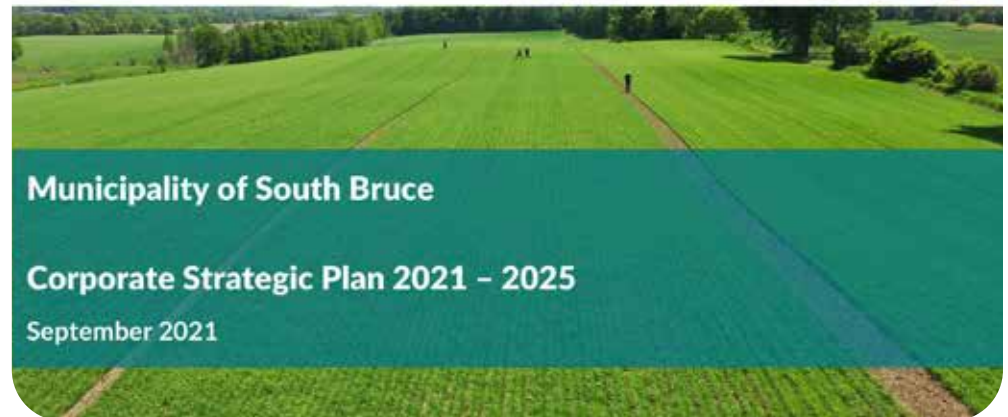 Municipality of South Bruce
Corporate Strategic Plan 2021 – 2025
September 2021